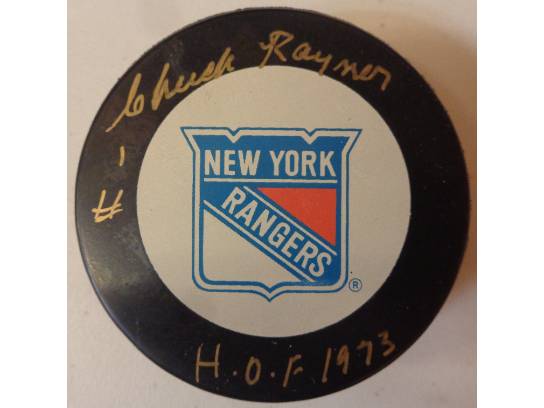 Chuck Rayner
#1
NEW YORK
RANGERS
®
H.O.F 1973